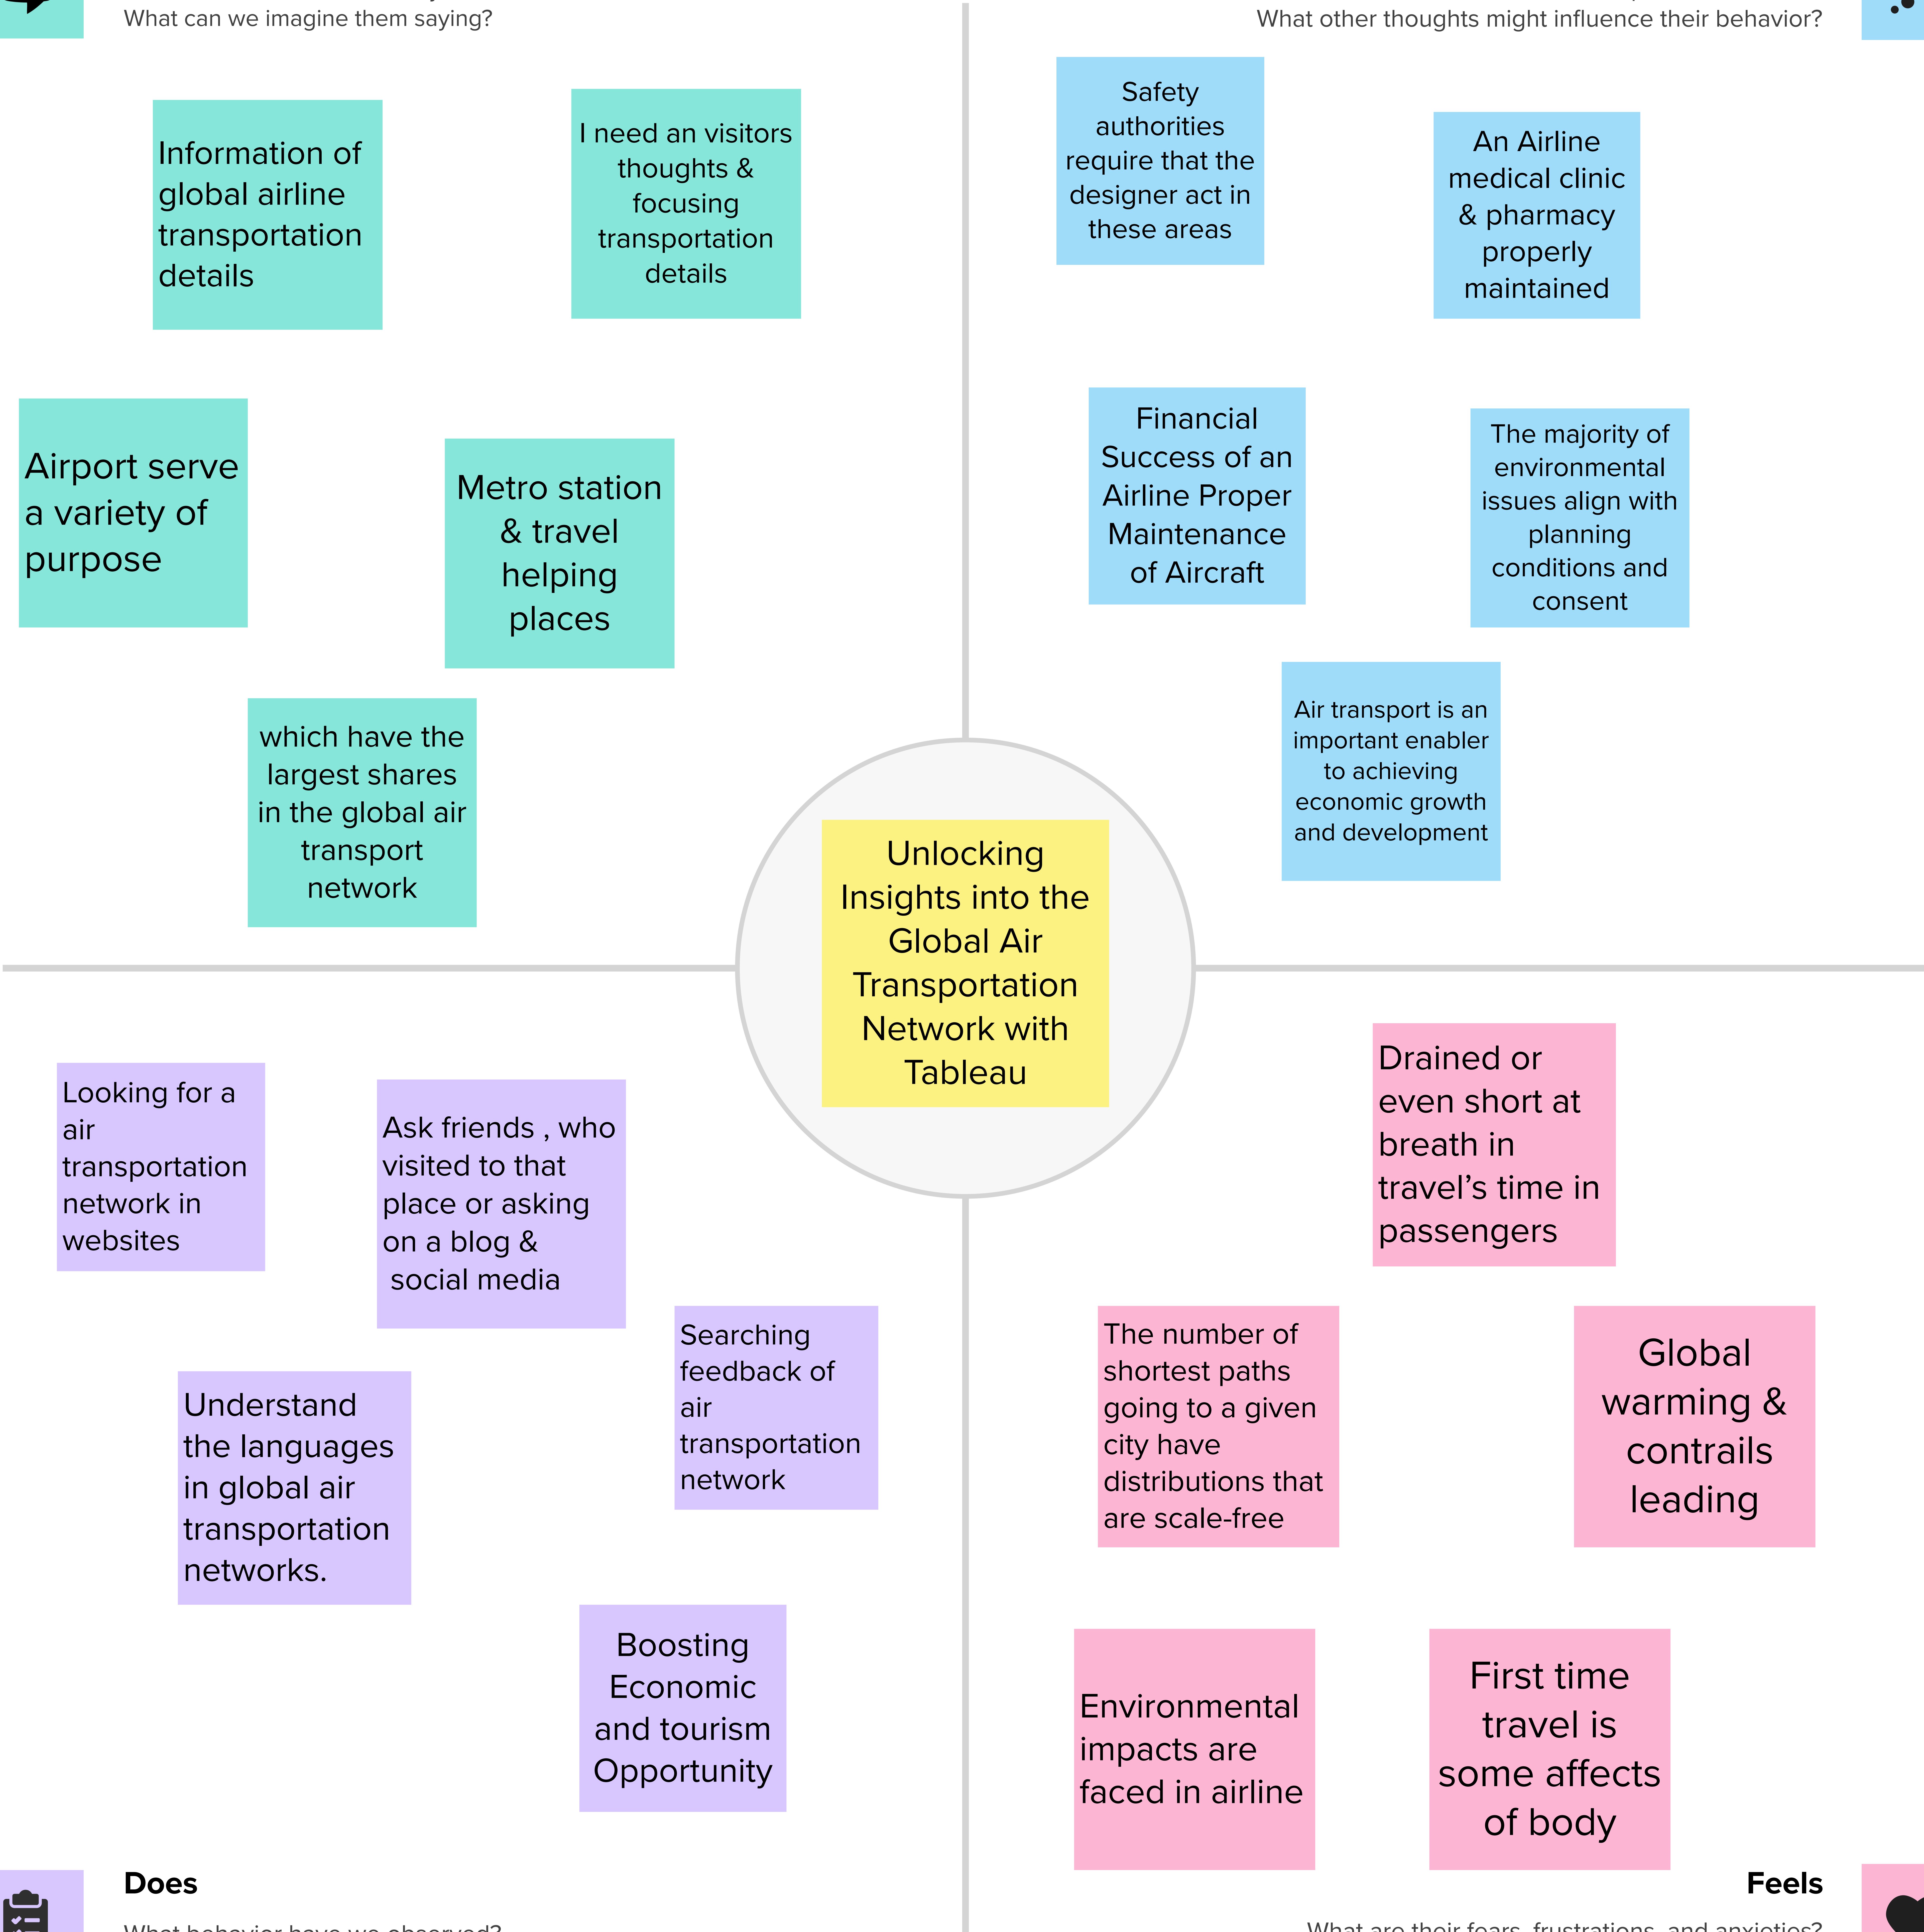 What can we imagine them saying?
What other thoughts might influence their behavior?
Information of
global airline
transportation
details
I need an visitors
thoughts &
focusing
transportation
details
Airport serve
a variety of
purpose
Metro station
& travel
helping
places
which have the
largest shares
in the global air
transport
network
Safety
authorities
require that the
designer act in
these areas
An Airline
medical clinic
& pharmacy
properly
maintained
Financial
Success of an
Airline Proper
Maintenance
of Aircraft
The majority of
environmental
issues align with
planning
conditions and
consent
Air transport is an
important enabler
to achieving
economic growth
and development
Unlocking
Insights into the
Global Air
Transportation
Network with
Tableau
Looking for a
air
transportation
network in
websites
Ask friends , who
visited to that
place or asking
on a blog &
social media
Searching
feedback of
air
transportation
network
Understand
the languages
in global air
transportation
networks.
Boosting
Economic
and tourism
Opportunity
Does
What behavior have we observed?
Drained or
even short at
breath in
travel's time in
passengers
The number of
shortest paths
going to a given
city have
distributions that
are scale-free
Global
warming &
contrails
leading
Environmental
impacts are
faced in airline
First time
travel is
some affects
of body
Feels
What are their fears, frustrations, and anxieties?